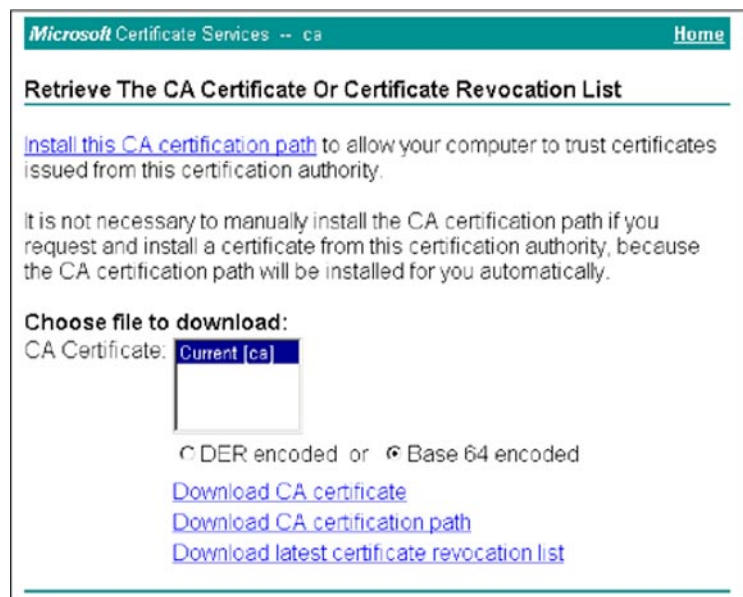 Microsoft Certificate Services -- ca Home
Retrieve The CA Certificate Or Certificate Revocation List
Install this CA certification path to allow your computer to trust certificates
issued from this certification authority.
It is not necessary to manually install the CA certification path if you
request and install a certificate from this certification authority, because
the CA certification path will be installed for you automatically.
Choose file to download:
CA Certificate: Current [ca]
DER encoded or Base 64 encoded
Download CA certificate
Download CA certification path
Download latest certificate revocation list